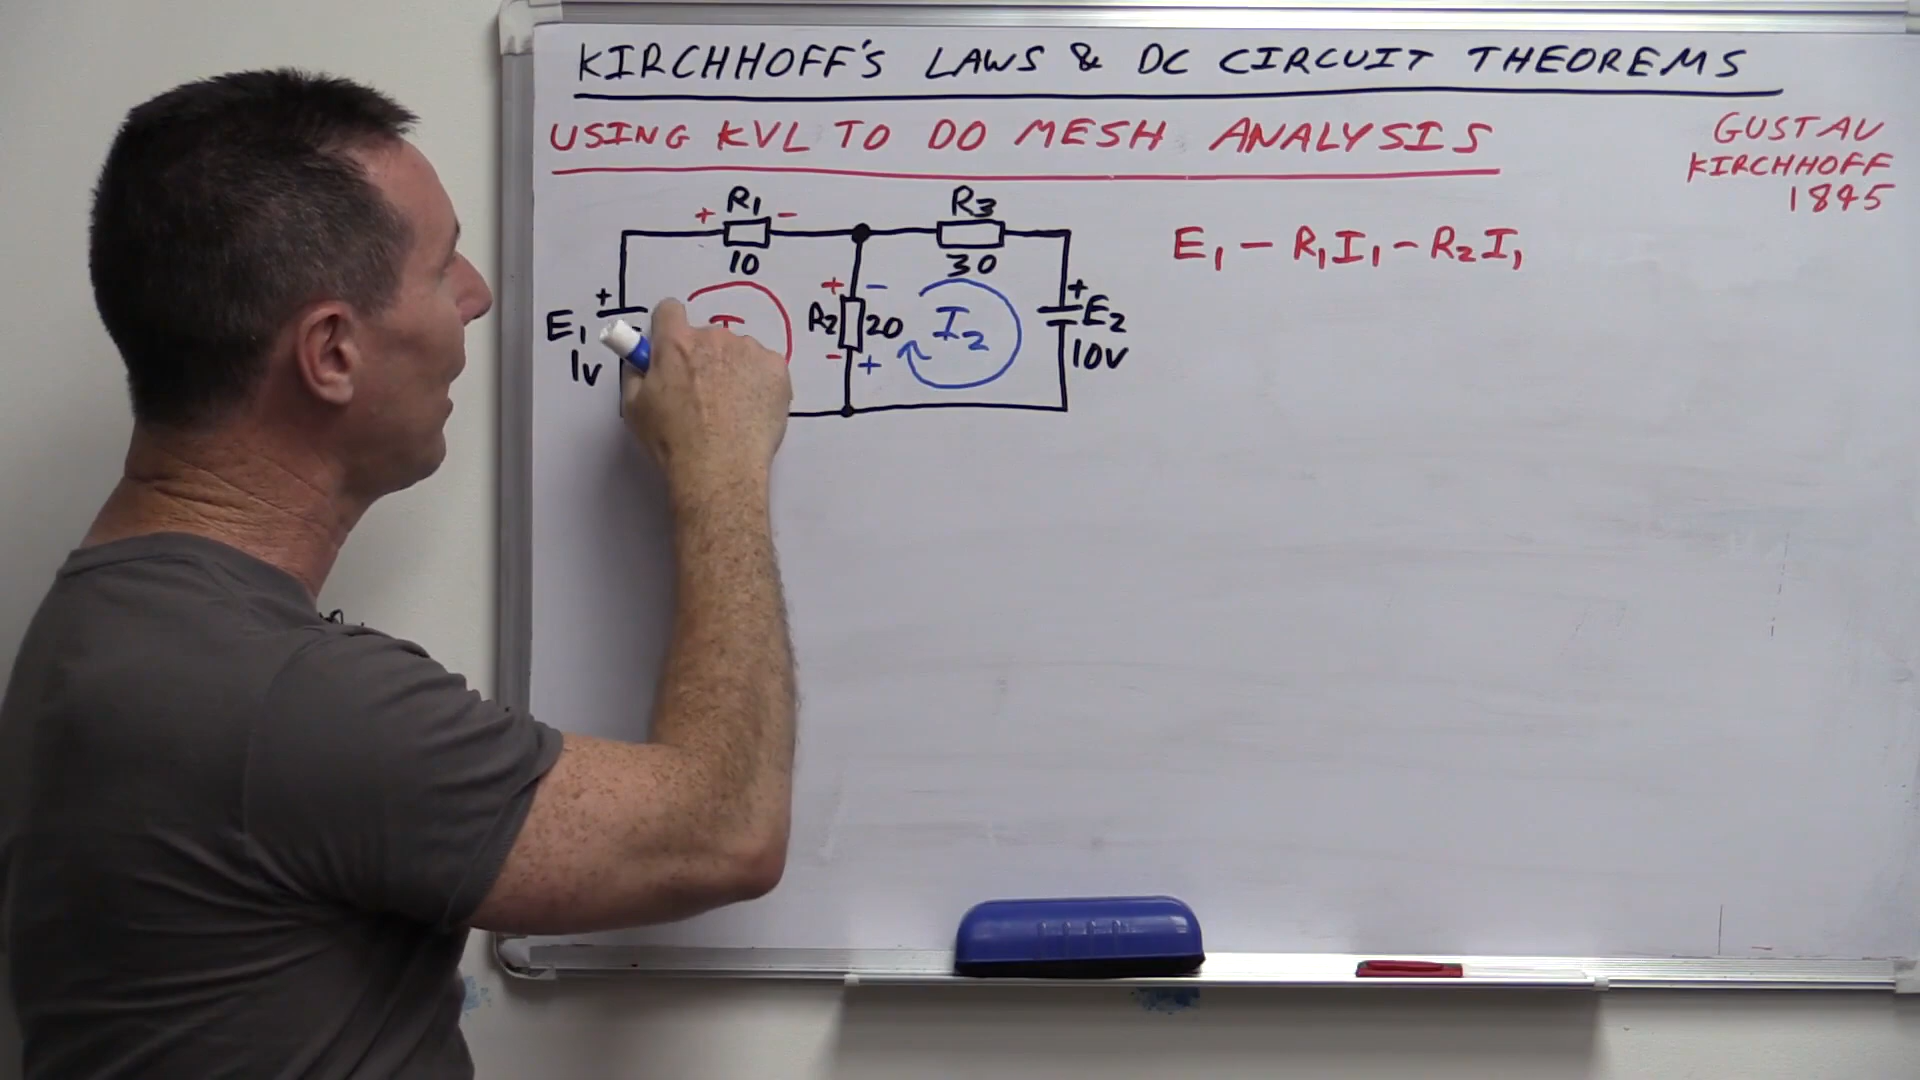 KIRCHHOFF'S LAWS & DC CIRCUIT THEOREMS
USING KVL TO DO MESH ANALYSIS
GUSTAV
KIRCHHOFF
1845
+ R1 -
10
R3
30
E1 - R1I1 - R2I1
+
E1
1V
+ -
R2 20
- +
I2
+
E2
10V